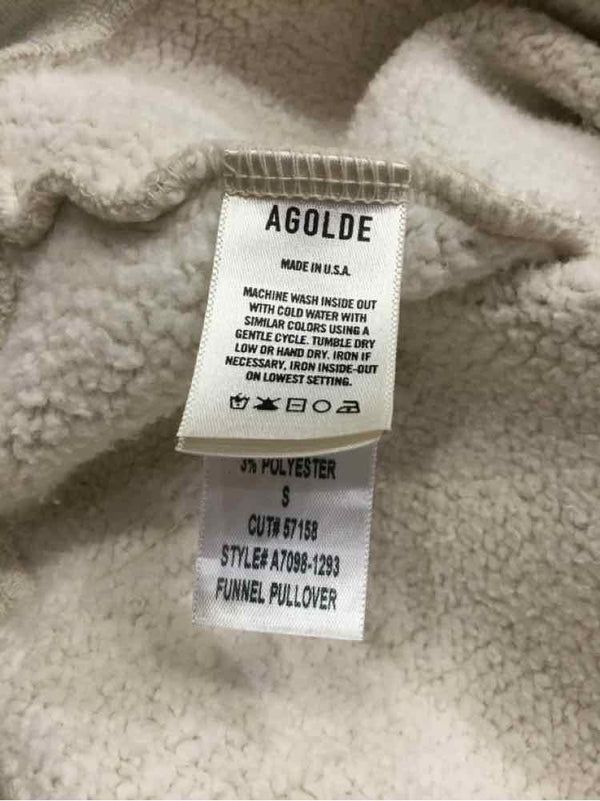 AGOLDE
MADE IN U.S.A.
MACHINE WASH INSIDE OUT
WITH COLD WATER WITH
SIMILAR COLORS USING A
GENTLE CYCLE. TUMBLE DRY
LOW OR HAND DRY. IRON IF
NECESSARY, IRON INSIDE-OUT
ON LOWEST SETTING.
3% POLYESTER
S
CUT# 57158
STYLE# A7098-1293
FUNNEL PULLOVER